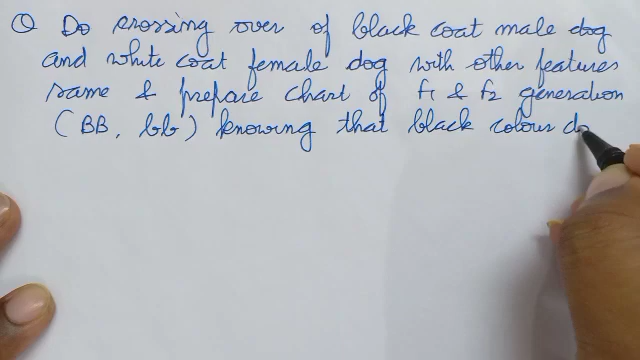 Q Do crossing over of black coat male dog
and white coat female dog with other features
same & prepare chart of f1 & f2 generation
(BB, bb) knowing that black colour do